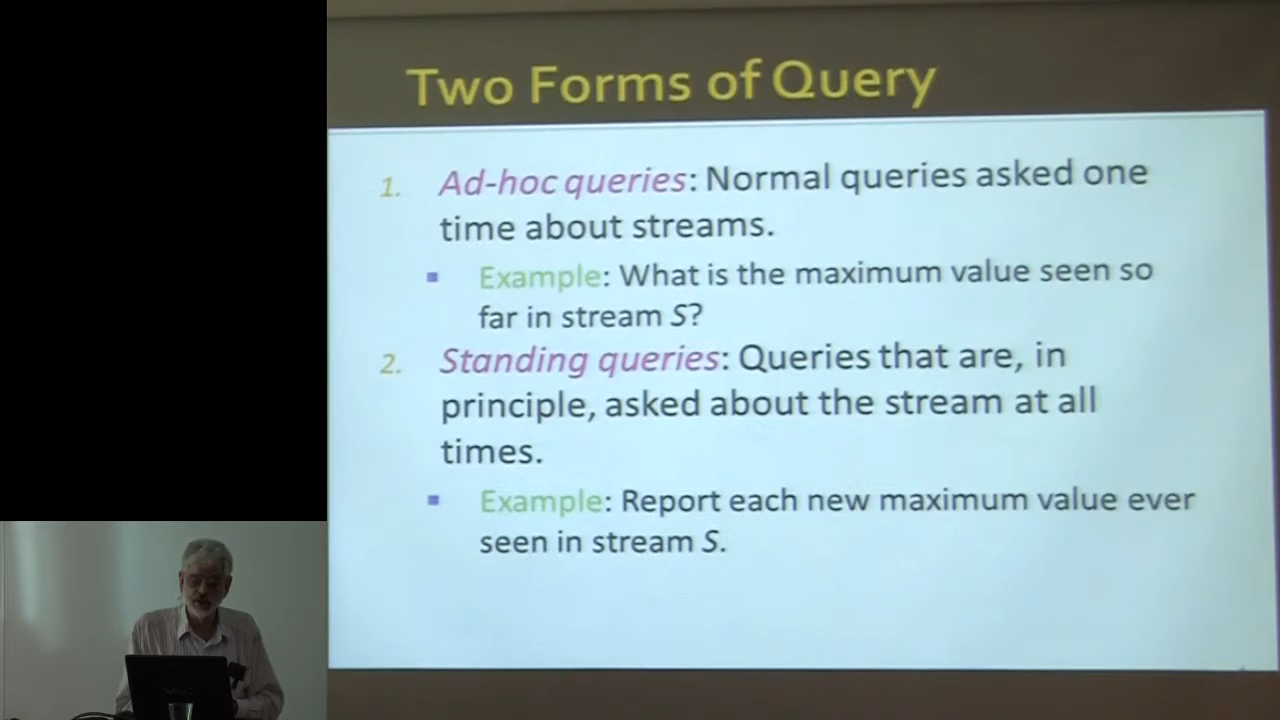 Two Forms of Query
1. Ad-hoc queries: Normal queries asked one
time about streams.
Example: What is the maximum value seen so
far in stream S?
2. Standing queries: Queries that are, in
principle, asked about the stream at all
times.
Example: Report each new maximum value ever
seen in stream S.